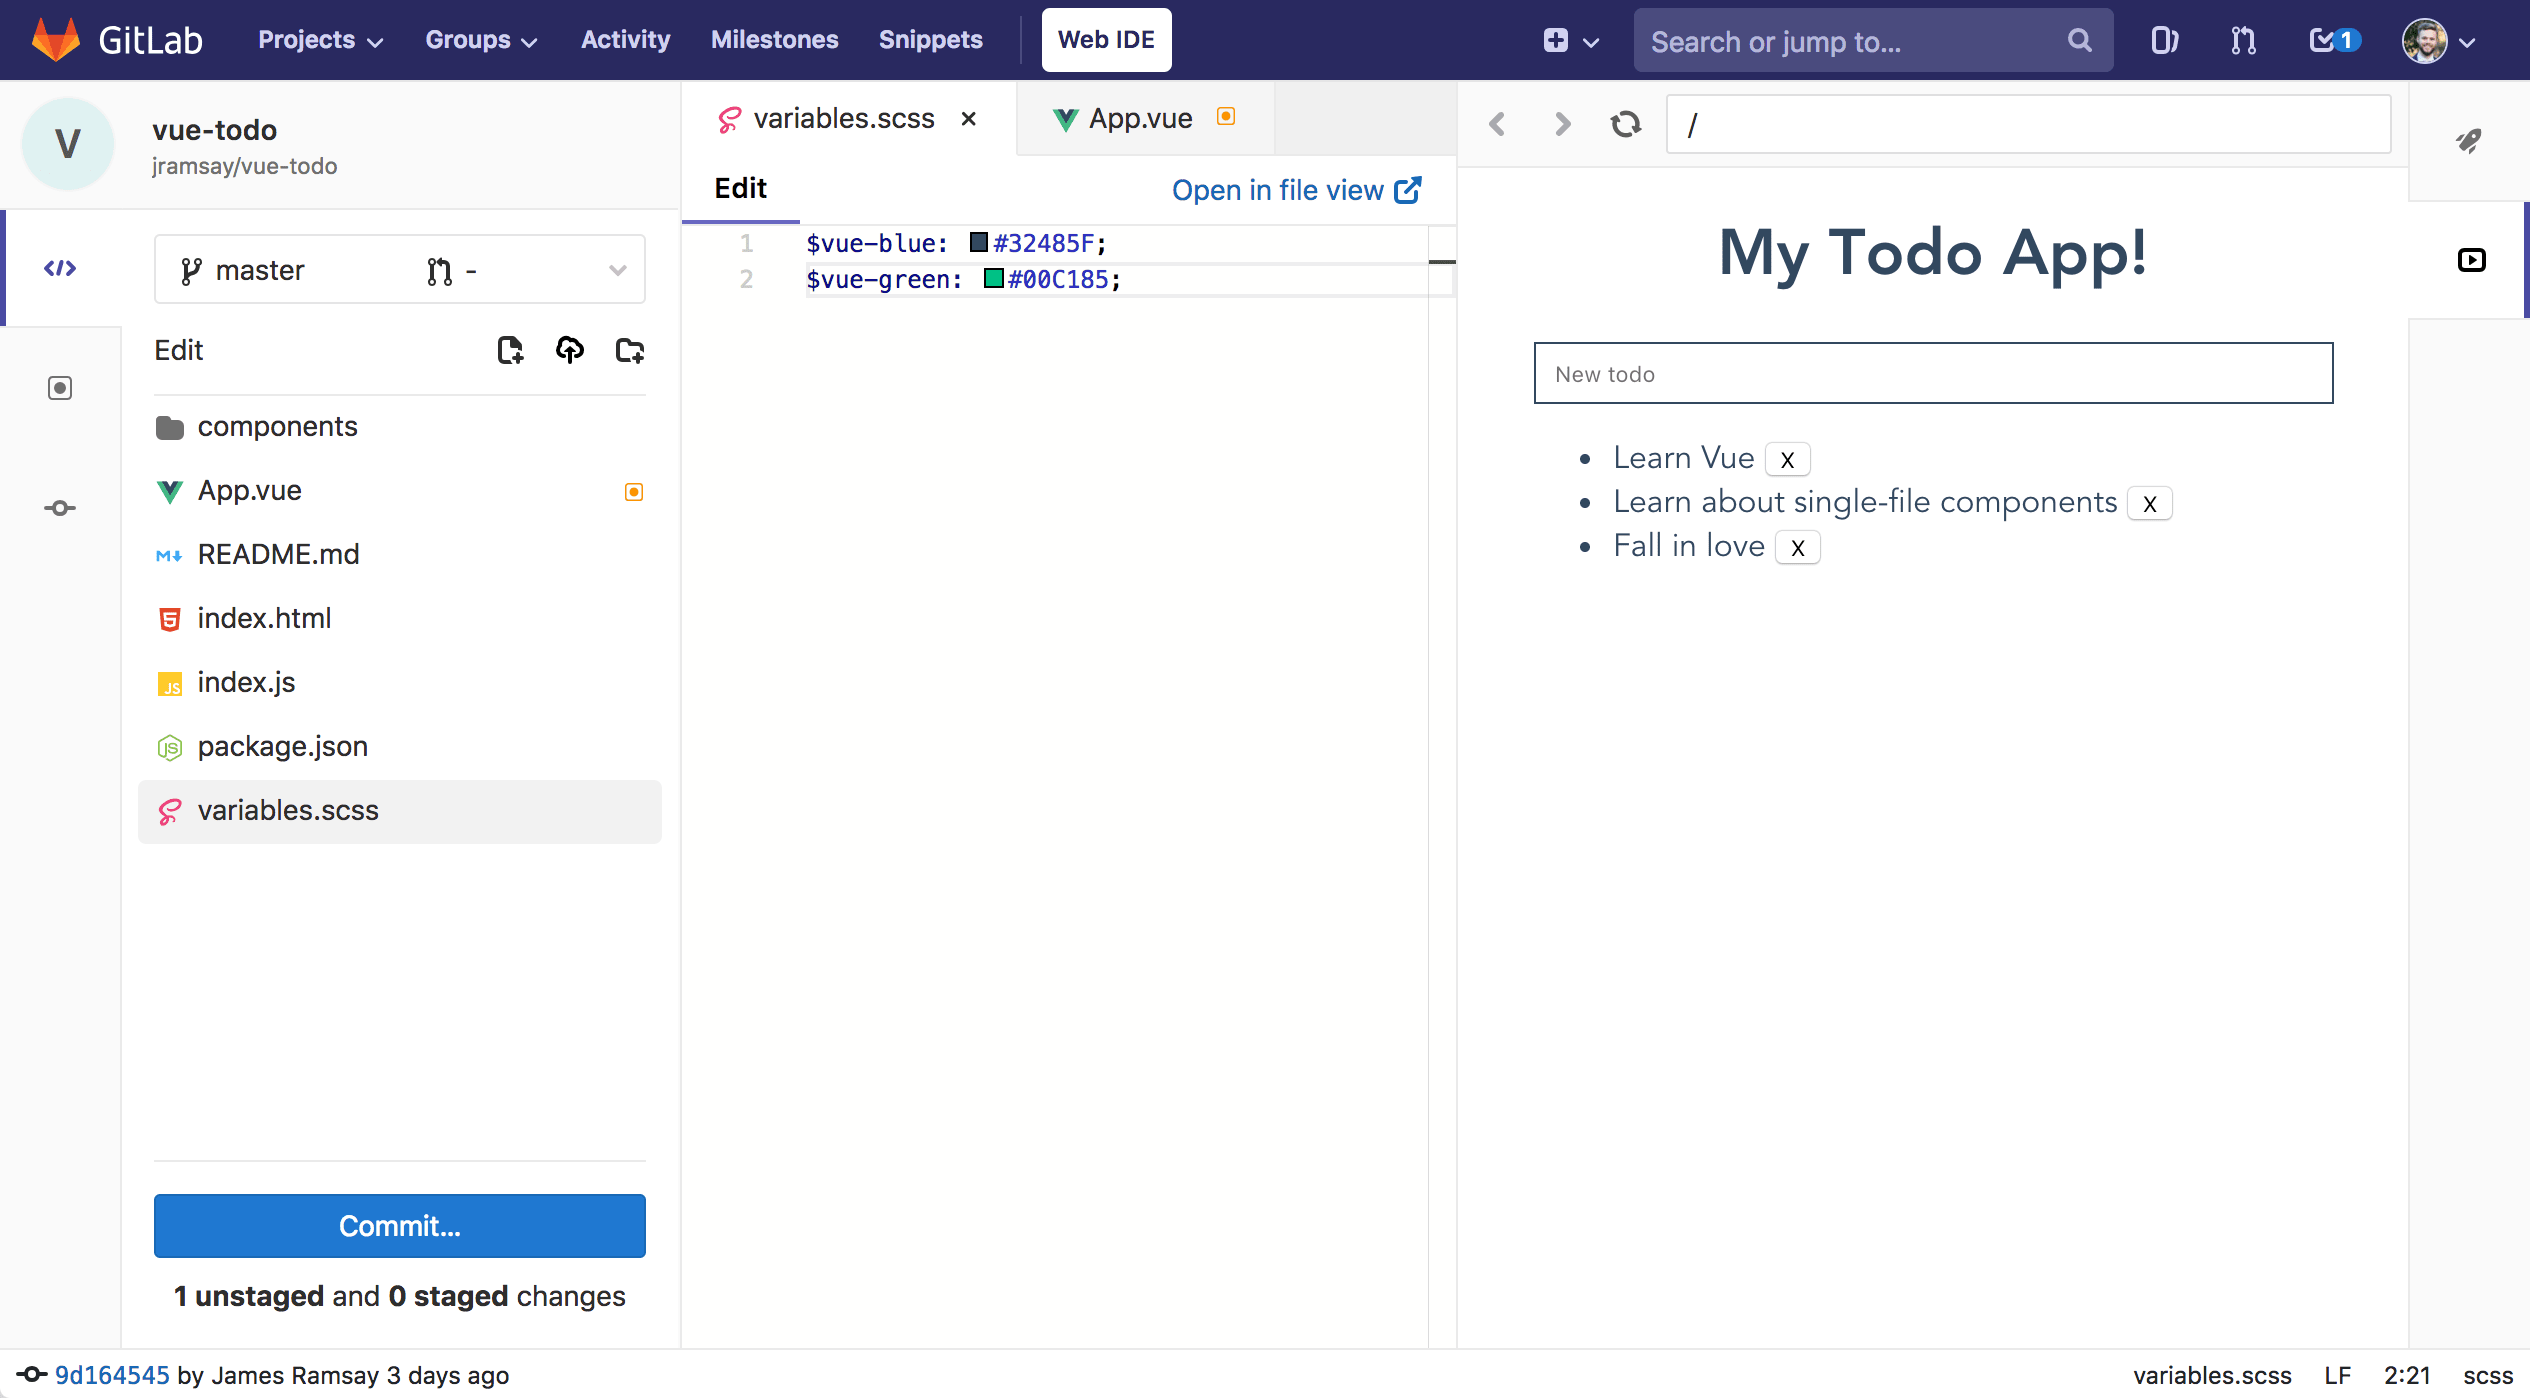 GitLab Projects Groups Activity Milestones Snippets Web IDE Search or jump to... 1
V
vue-todo
jramsay/vue-todo
master -
Edit
components
App.vue
README.md
index.html
index.js
package.json
variables.scss
Commit...
1 unstaged and 0 staged changes
variables.scss × App.vue
Edit Open in file view
1 $vue-blue: #32485F;
2 $vue-green: #00C185;
/
My Todo App!
New todo
• Learn Vue X
• Learn about single-file components X
• Fall in love X
9d164545 by James Ramsay 3 days ago variables.scss LF 2:21 scss